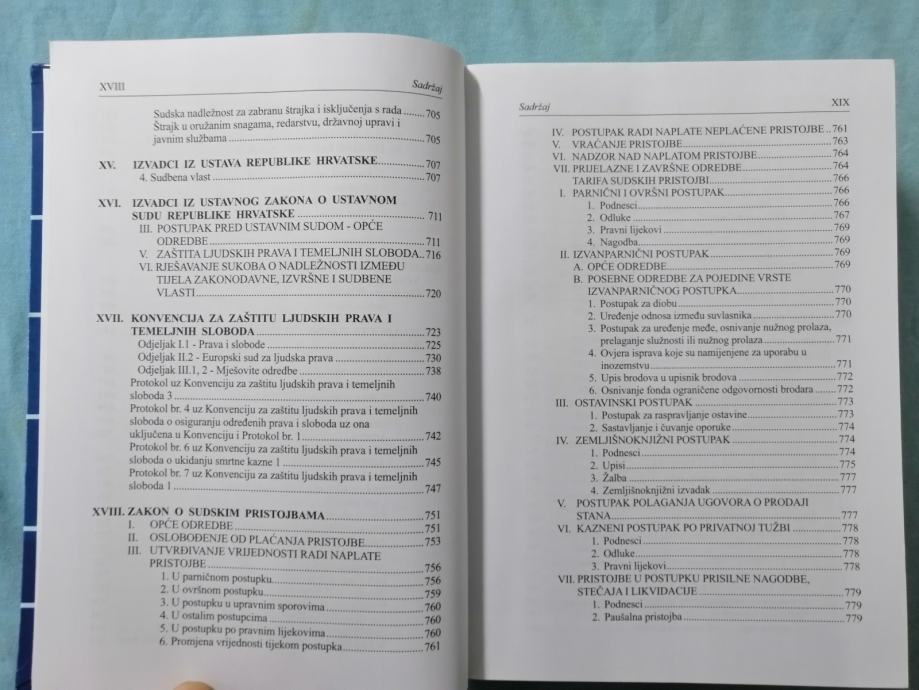 XVIII Sadržaj
Sudska nadležnost za zabranu štrajka i isključenja s rada 705
Štrajk u oružanim snagama, redarstvu, državnoj upravi i
javnim službama 705
XV. IZVADCI IZ USTAVA REPUBLIKE HRVATSKE 707
4. Sudbena vlast 707
XVI. IZVADCI IZ USTAVNOG ZAKONA O USTAVNOM
SUDU REPUBLIKE HRVATSKE 711
III. POSTUPAK PRED USTAVNIM SUDOM - OPĆE
ODREDBE 711
V. ZAŠTITA LJUDSKIH PRAVA I TEMELJNIH SLOBODA 716
VI. RJEŠAVANJE SUKOBA O NADLEŽNOSTI IZMEĐU
TIJELA ZAKONODAVNE, IZVRŠNE I SUDBENE
VLASTI 720
XVII. KONVENCIJA ZA ZAŠTITU LJUDSKIH PRAVA I
TEMELJNIH SLOBODA 723
Odjeljak I.1 - Prava i slobode 725
Odjeljak II.2 - Europski sud za ljudska prava 730
Odjeljak III.1, 2 - Mješovite odredbe 738
Protokol uz Konvenciju za zaštitu ljudskih prava i temeljnih
sloboda 3 740
Protokol br. 4 uz Konvenciju za zaštitu ljudskih prava i temeljnih
sloboda o osiguranju određenih prava i sloboda uz ona
uključena u Konvenciju i Protokol br. 1 742
Protokol br. 6 uz Konvenciju za zaštitu ljudskih prava i temeljnih
sloboda o ukidanju smrtne kazne 1 745
Protokol br. 7 uz Konvenciju za zaštitu ljudskih prava i temeljnih
sloboda 1 747
XVIII. ZAKON O SUDSKIM PRISTOJBAMA 751
I. OPĆE ODREDBE 751
II. OSLOBOĐENJE OD PLAĆANJA PRISTOJBE 753
III. UTVRĐIVANJE VRIJEDNOSTI RADI NAPLATE
PRISTOJBE 756
1. U parničnom postupku 756
2. U ovršnom postupku 759
3. U postupku u upravnim sporovima 760
4. U ostalim postupcima 760
5. U postupku po pravnim lijekovima 760
6. Promjena vrijednosti tijekom postupka 761
Sadržaj XIX
IV. POSTUPAK RADI NAPLATE NEPLAĆENE PRISTOJBE 761
V. VRAĆANJE PRISTOJBE 763
VI. NADZOR NAD NAPLATOM PRISTOJBE 764
VII. PRIJELAZNE I ZAVRŠNE ODREDBE 764
TARIFA SUDSKIH PRISTOJBI 766
I. PARNIČNI I OVRŠNI POSTUPAK 766
1. Podnesci 766
2. Odluke 767
3. Pravni lijekovi 769
4. Nagodba 769
II. IZVANPARNIČNI POSTUPAK 769
A. OPĆE ODREDBE 769
B. POSEBNE ODREDBE ZA POJEDINE VRSTE
IZVANPARNIČNOG POSTUPKA 770
1. Postupak za diobu 770
2. Uređenje odnosa između suvlasnika 770
3. Postupak za uređenje međe, osnivanje nužnog prolaza,
prelaganje služnosti ili nužnog prolaza 771
4. Ovjera isprava koje su namijenjene za uporabu u
inozemstvu 771
5. Upis brodova u upisnik brodova 772
6. Osnivanje fonda ograničene odgovornosti brodara 772
III. OSTAVINSKI POSTUPAK 773
1. Postupak za raspravljanje ostavine 773
2. Sastavljanje i čuvanje oporuke 774
IV. ZEMLJIŠNOKNJIŽNI POSTUPAK 774
1. Podnesci 774
2. Upisi 775
3. Žalba 777
4. Zemljišnoknjižni izvadak 777
V. POSTUPAK POLAGANJA UGOVORA O PRODAJI
STANA 777
VI. KAZNENI POSTUPAK PO PRIVATNOJ TUŽBI 778
1. Podnesci 778
2. Odluke 778
3. Pravni lijekovi 778
VII. PRISTOJBE U POSTUPKU PRISILNE NAGODBE,
STEČAJA I LIKVIDACIJE 779
1. Podnesci 779
2. Paušalna pristojba 779